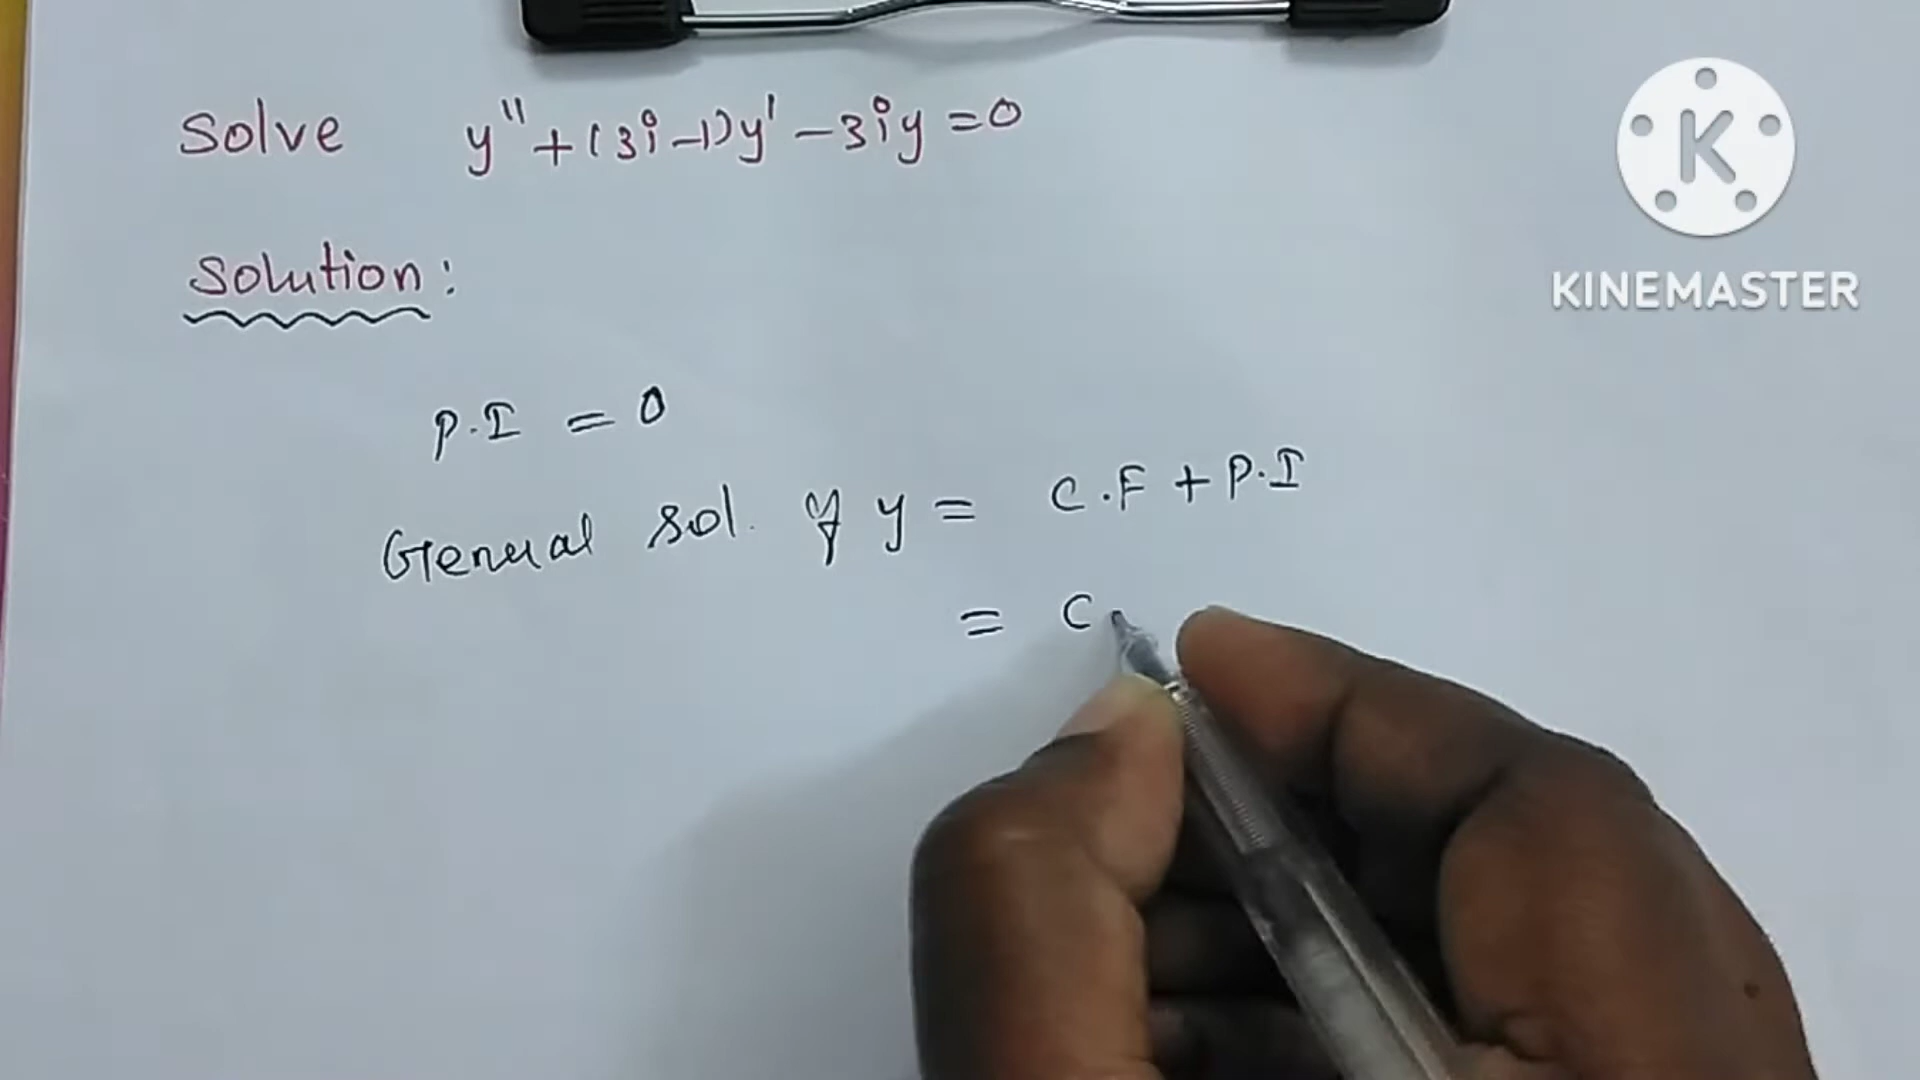 Solve y" + (3i-1)y' - 3iy = 0
KINEMASTER
Solution:
P.I = 0
General sol. of y = C.F + P.I
= C.